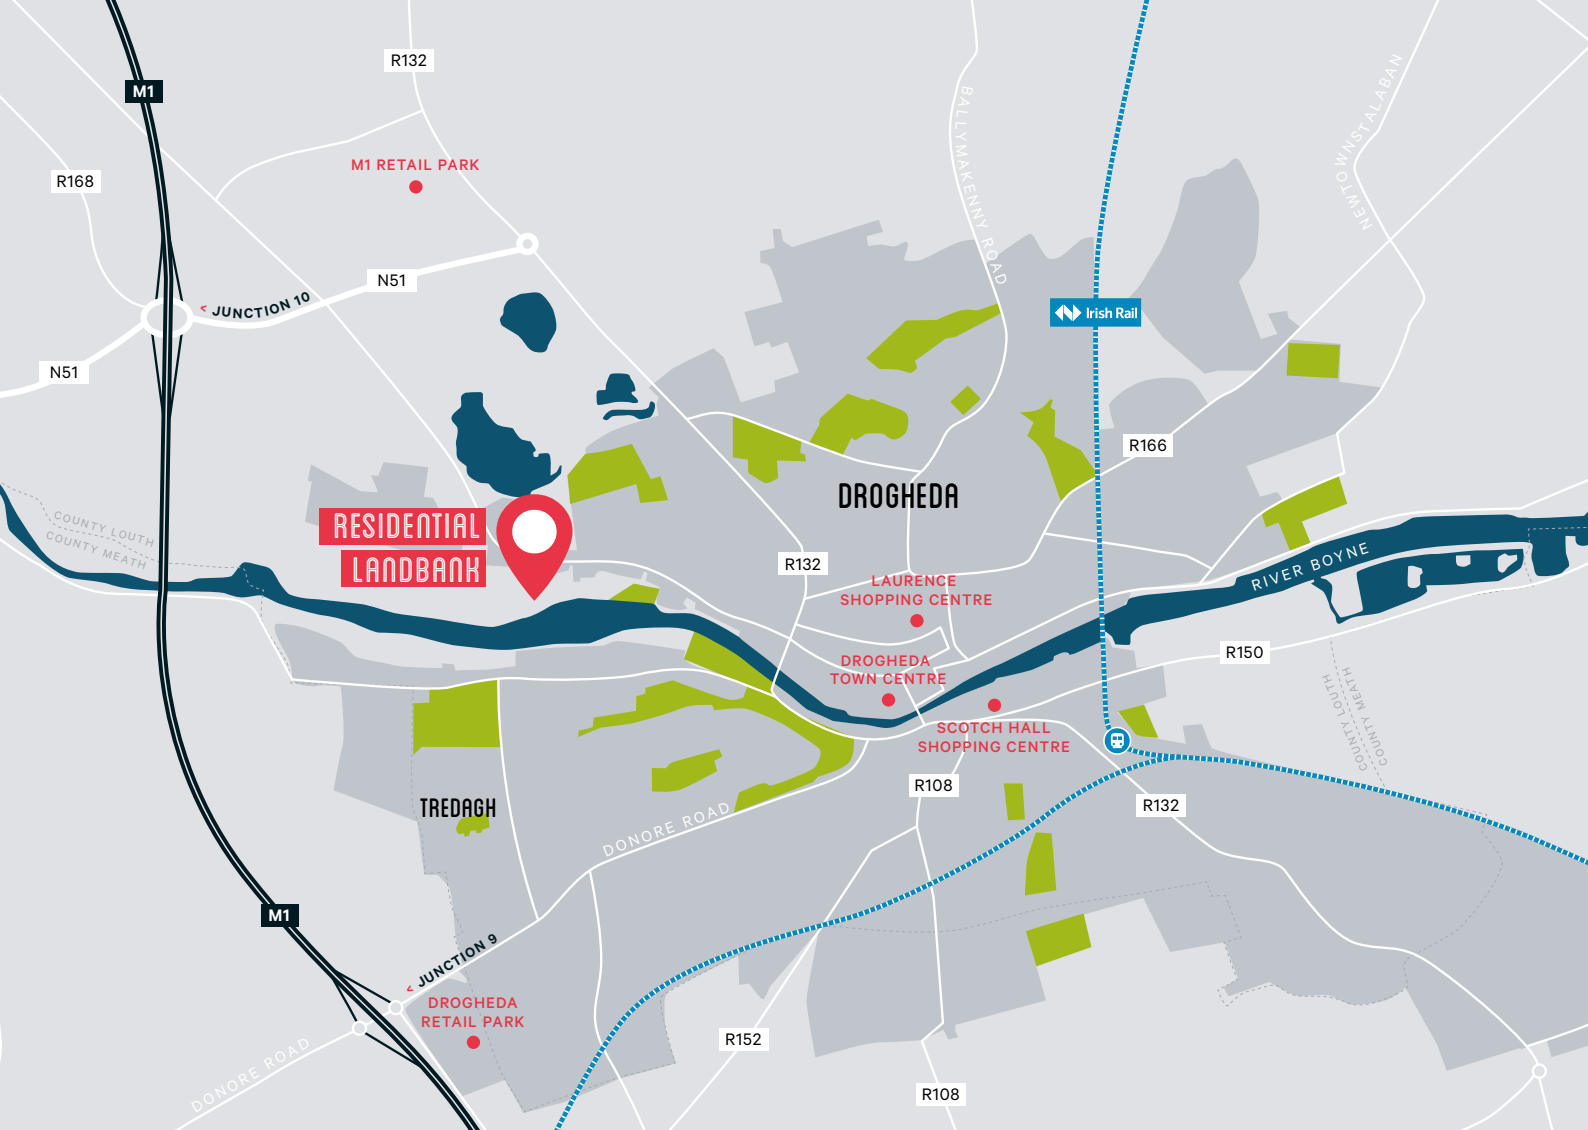 R132
M1
M1 RETAIL PARK
R168
BALLYMAKENNY ROAD
NEWTOWNSTALABAN
N51
< JUNCTION 10
Irish Rail
N51
R166
DROGHEDA
COUNTY LOUTH
COUNTY MEATH
RESIDENTIAL
LANDBANK
R132
LAURENCE
SHOPPING CENTRE
RIVER BOYNE
DROGHEDA
TOWN CENTRE
R150
SCOTCH HALL
SHOPPING CENTRE
COUNTY LOUTH
COUNTY MEATH
R108
R132
TREDAGH
DONORE ROAD
M1
< JUNCTION 9
DROGHEDA
RETAIL PARK
R152
DONORE ROAD
R108